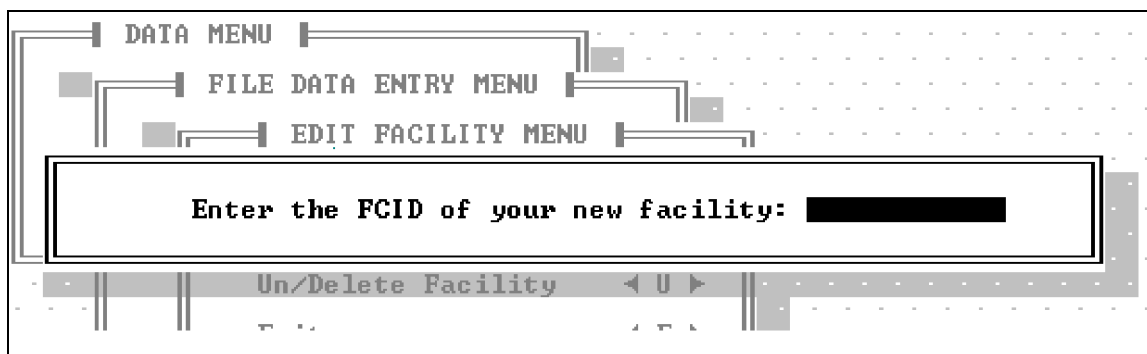 DATA MENU
FILE DATA ENTRY MENU
EDIT FACILITY MENU
Enter the FCID of your new facility:
Un/Delete Facility ◄ U ►